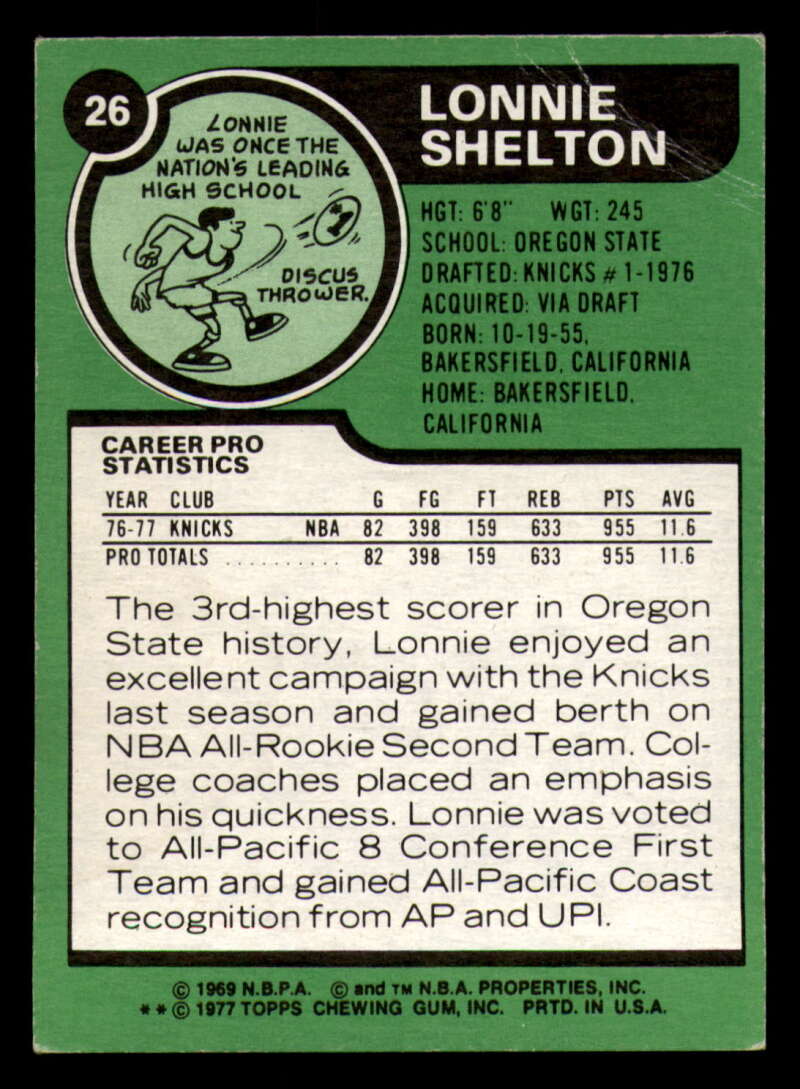 26
LONNIE
WAS ONCE THE
NATION'S LEADING
HIGH SCHOOL
DISCUS
THROWER.
LONNIE
SHELTON
HGT: 6'8" WGT: 245
SCHOOL: OREGON STATE
DRAFTED: KNICKS #1-1976
ACQUIRED: VIA DRAFT
BORN: 10-19-55,
BAKERSFIELD, CALIFORNIA
HOME: BAKERSFIELD,
CALIFORNIA
CAREER PRO
STATISTICS
YEAR CLUB G FG FT REB PTS AVG
76-77 KNICKS NBA 82 398 159 633 955 11.6
PRO TOTALS .......... 82 398 159 633 955 11.6
The 3rd-highest scorer in Oregon
State history, Lonnie enjoyed an
excellent campaign with the Knicks
last season and gained berth on
NBA All-Rookie Second Team. Col-
lege coaches placed an emphasis
on his quickness. Lonnie was voted
to All-Pacific 8 Conference First
Team and gained All-Pacific Coast
recognition from AP and UPI.
© 1969 N.B.P.A. © and TM N.B.A. PROPERTIES, INC.
**© 1977 TOPPS CHEWING GUM, INC. PRTD. IN U.S.A.